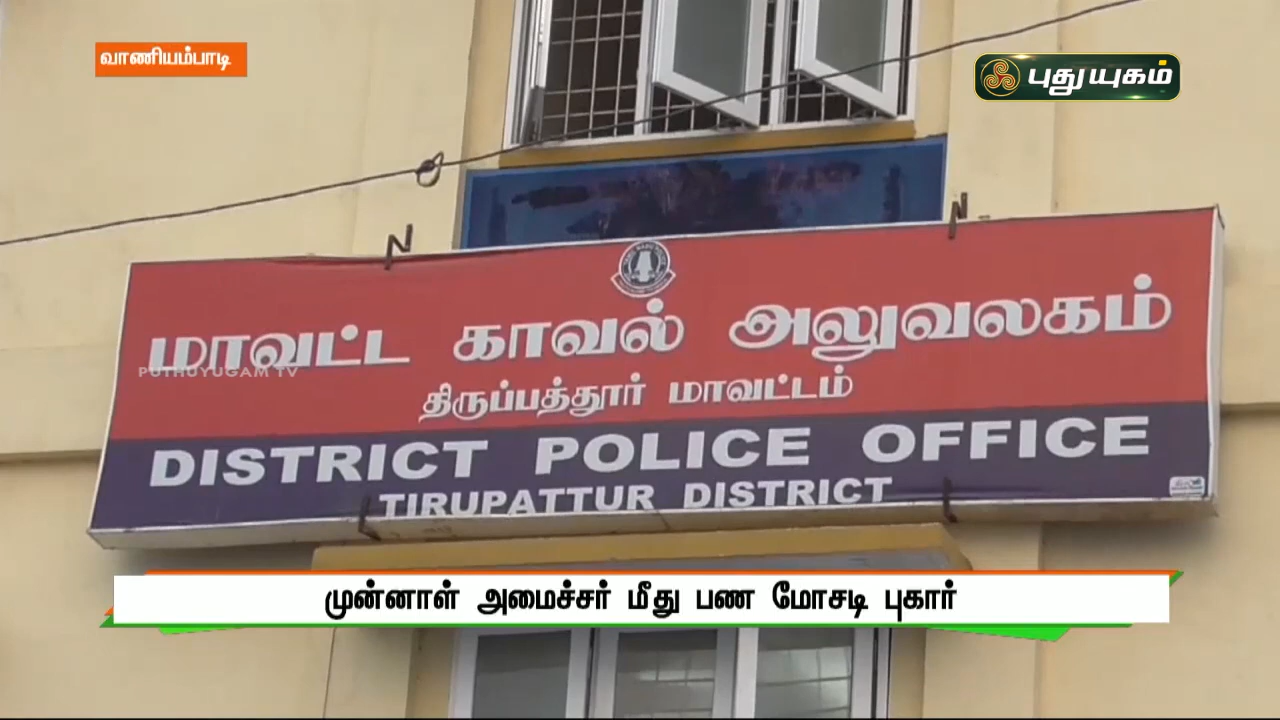 வாணியம்பாடி
புதுயுகம்
மாவட்ட காவல் அலுவலகம்
PUTHUYUGAM TV
திருப்பத்தூர் மாவட்டம்
DISTRICT POLICE OFFICE
TIRUPATTUR DISTRICT
முன்னாள் அமைச்சர் மீது பண மோசடி புகார்